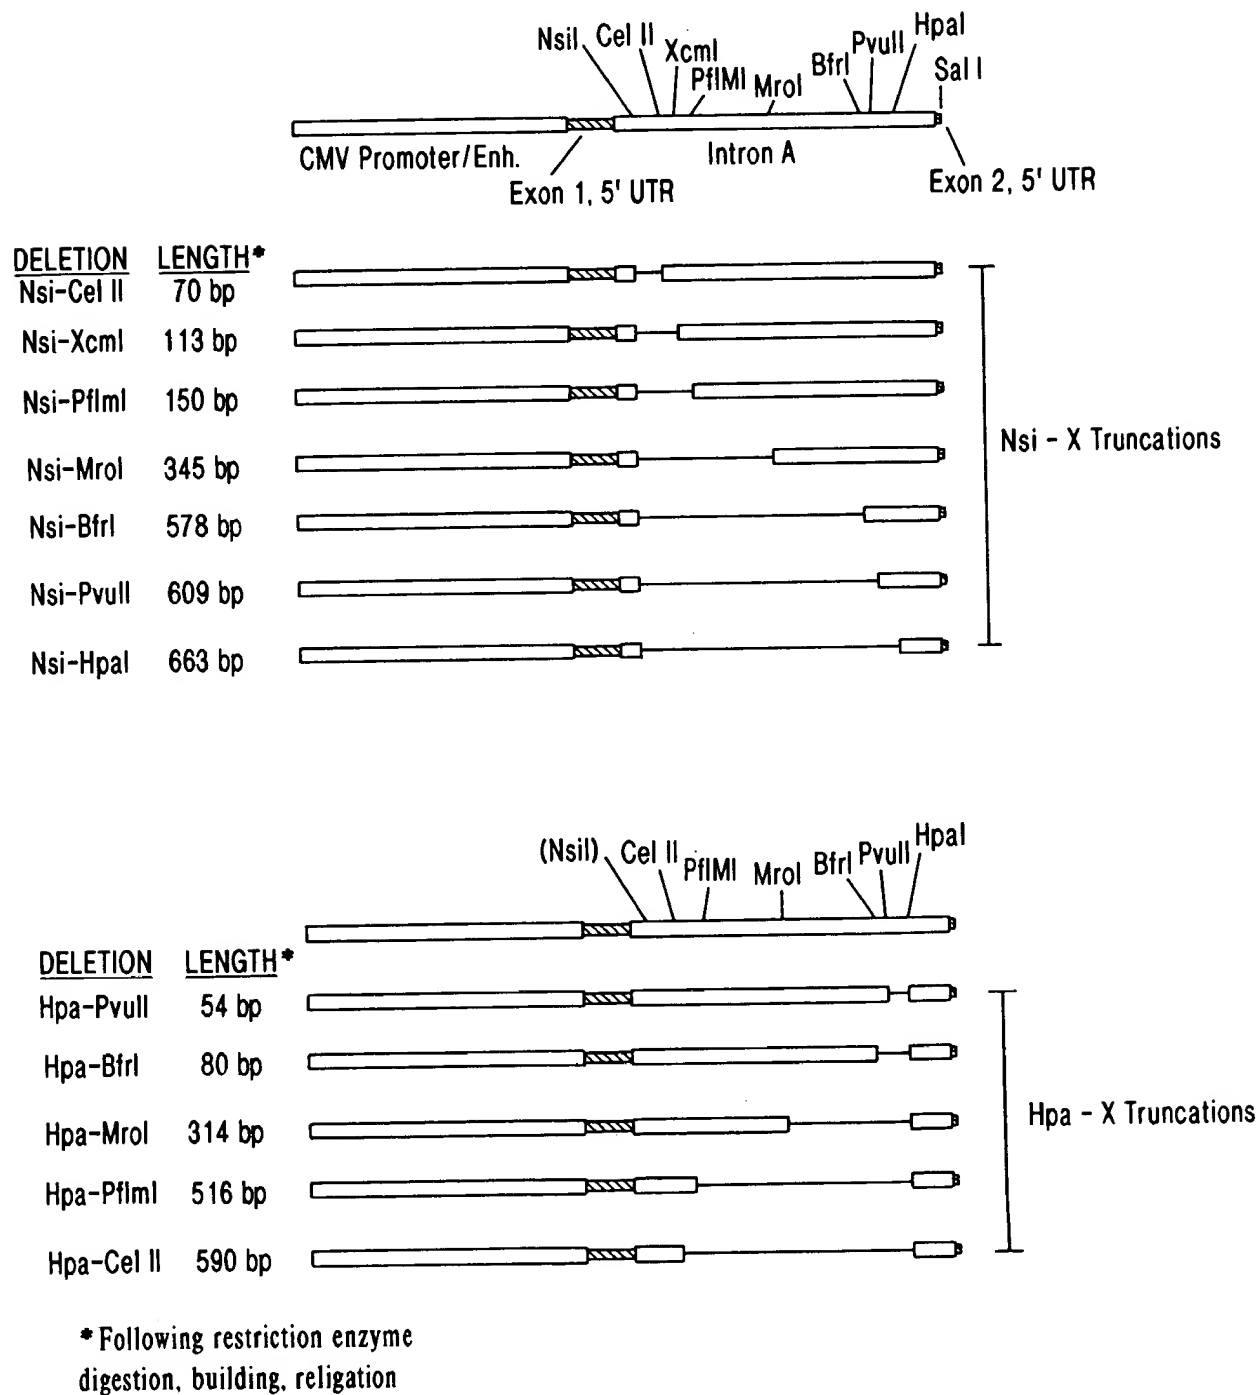 NsiI Cel II XcmI PflMI MroI BfrI PvuII HpaI Sal I
CMV Promoter/Enh. Intron A
Exon 1, 5' UTR Exon 2, 5' UTR
DELETION LENGTH*
Nsi-Cel II 70 bp
Nsi-XcmI 113 bp
Nsi-PflmI 150 bp
Nsi-MroI 345 bp
Nsi-BfrI 578 bp
Nsi-PvuII 609 bp
Nsi-HpaI 663 bp
Nsi - X Truncations
(NsiI) Cel II PflMI MroI BfrI PvuII HpaI
DELETION LENGTH*
Hpa-PvuII 54 bp
Hpa-BfrI 80 bp
Hpa-MroI 314 bp
Hpa-PflmI 516 bp
Hpa-Cel II 590 bp
Hpa - X Truncations
* Following restriction enzyme
digestion, building, religation